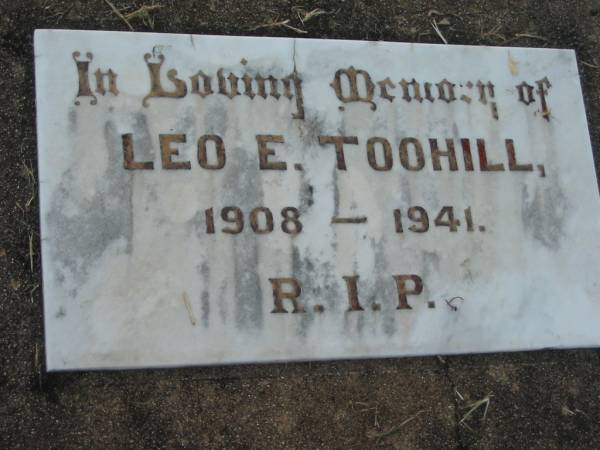 In Loving Memory of
LEO E. TOOHILL,
1908 — 1941.
R. I. P.